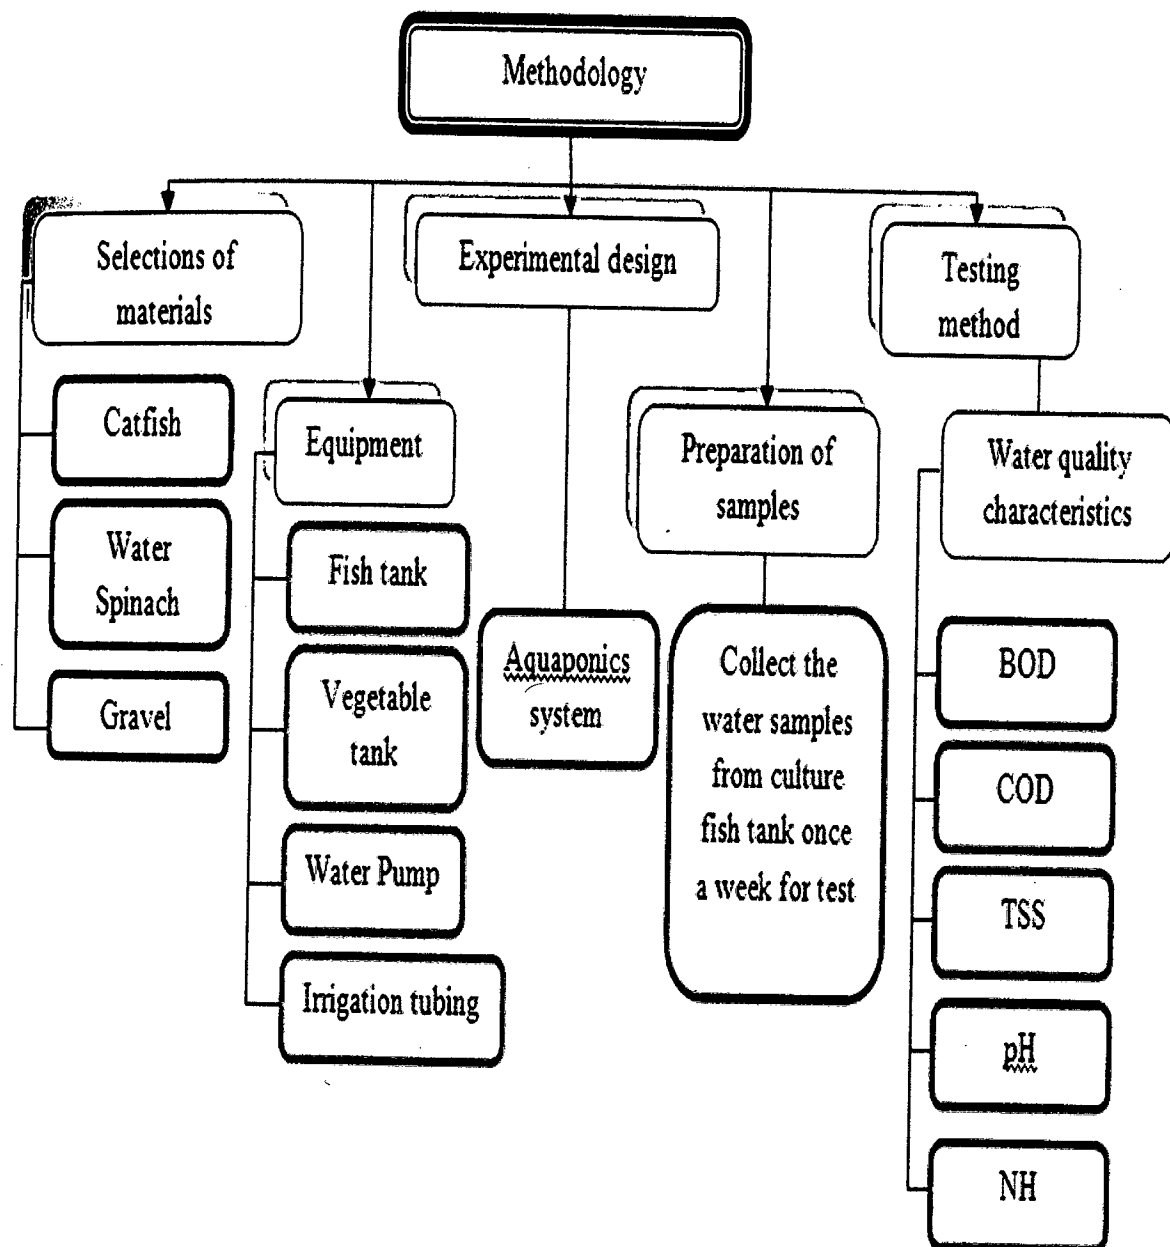 Methodology
Selections of
materials
Catfish
Water
Spinach
Gravel
Equipment
Fish tank
Vegetable
tank
Water Pump
Irrigation tubing
Experimental design
Aquaponics
system
Preparation of
samples
Collect the
water samples
from culture
fish tank once
a week for test
Testing
method
Water quality
characteristics
BOD
COD
TSS
pH
NH